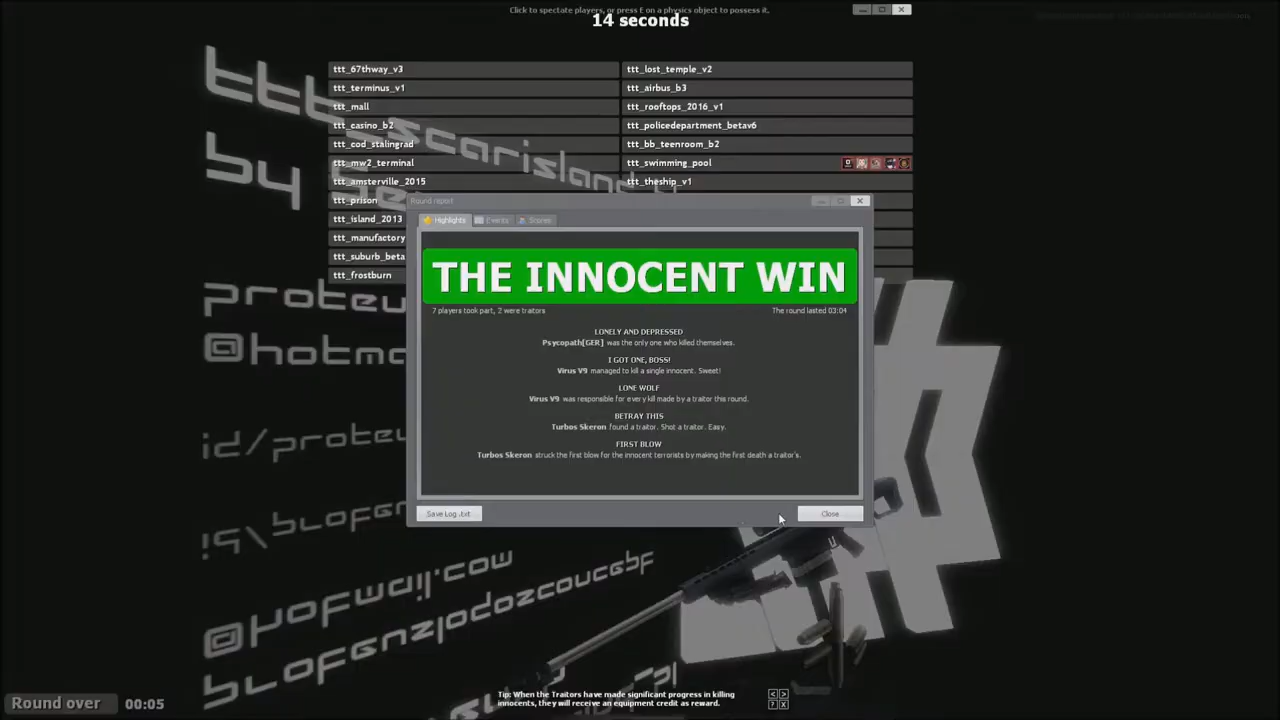 Click to spectate players, or press E on a physics object to possess it.
14 seconds
ttt_67thway_v3
ttt_lost_temple_v2
ttt_terminus_v1
ttt_airbus_b3
ttt_mall
ttt_rooftops_2016_v1
ttt_casino_b2
ttt_policedepartment_betav6
ttt_cod_stalingrad
ttt_bb_teenroom_b2
ttt_mw2_terminal
ttt_swimming_pool
ttt_amsterville_2015
ttt_theship_v1
ttt_prison
ttt_island_2013
ttt_manufactory
ttt_suburb_beta
ttt_frostburn
ttt_scarisland
by
Round report
Highlights
Events
Scores
THE INNOCENT WIN
7 players took part, 2 were traitors
The round lasted 03:04
LONELY AND DEPRESSED
Psycopath[GER] was the only one who killed themselves.
I GOT ONE, BOSS!
Virus V9 managed to kill a single innocent. Sweet!
LONE WOLF
Virus V9 was responsible for every kill made by a traitor this round.
BETRAY THIS
Turbos Skeron found a traitor. Shot a traitor. Easy.
FIRST BLOW
Turbos Skeron struck the first blow for the innocent terrorists by making the first death a traitor's.
Save Log .txt
Close
proteu
@hotma
id/proteu
Round over 00:05
Tip: When the Traitors have made significant progress in killing
innocents, they will receive an equipment credit as reward.
< >
? X